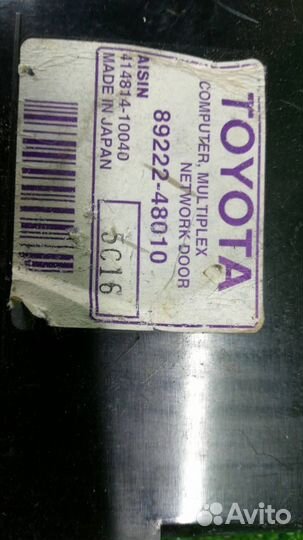 TOYOTA
COMPUTER, MULTIPLEX
NETWORK DOOR
89222-48010
AISIN
414814-10040
MADE IN JAPAN
5C16
Avito